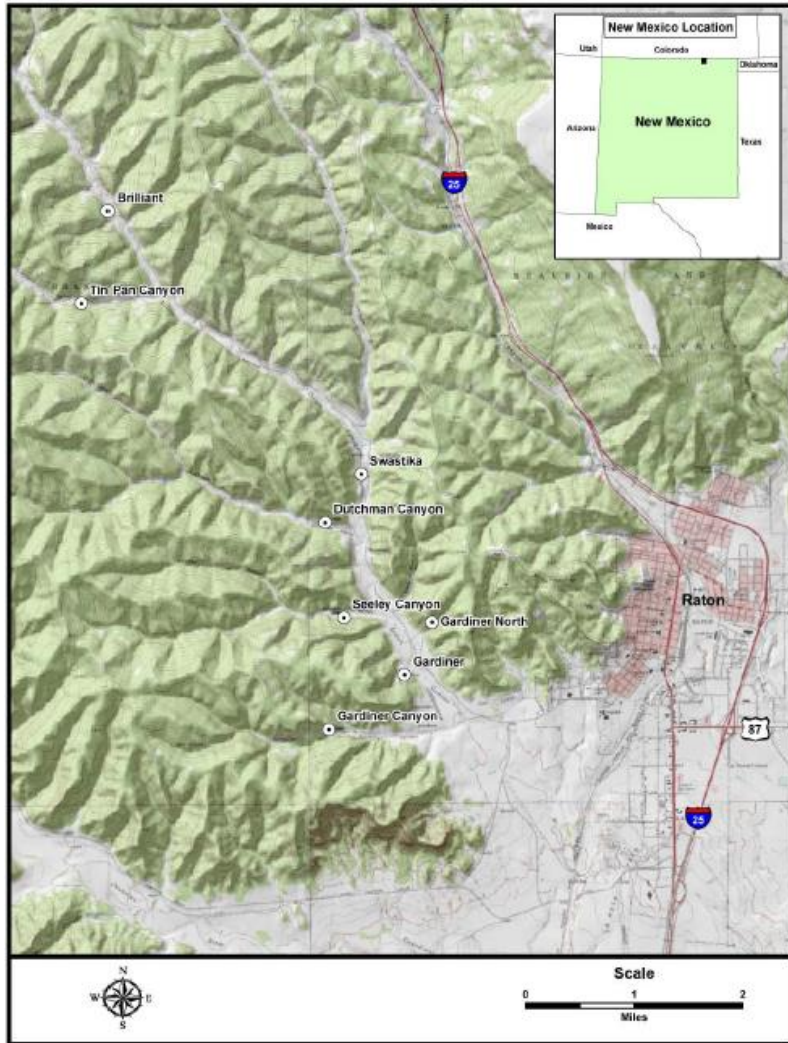 New Mexico Location
Utah
Colorado
Oklahoma
Arizona
New Mexico
Texas
Mexico
25
Brilliant
Tin Pan Canyon
Swastika
Dutchman Canyon
Seeley Canyon
Raton
Gardiner North
Gardiner
Gardiner Canyon
87
25
N
W E
S
Scale
0 1 2
Miles